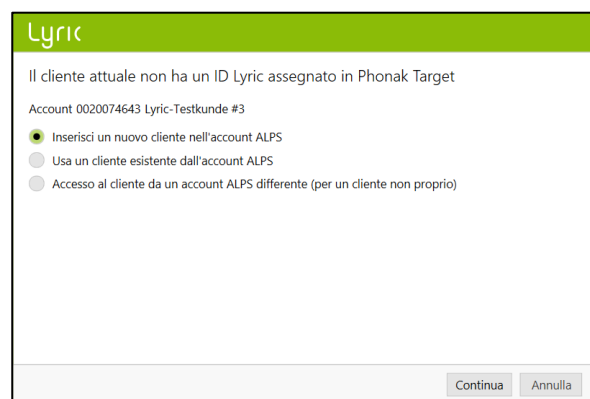 Lyric
Il cliente attuale non ha un ID Lyric assegnato in Phonak Target
Account 0020074643 Lyric-Testkunde #3
Inserisci un nuovo cliente nell'account ALPS
Usa un cliente esistente dall'account ALPS
Accesso al cliente da un account ALPS differente (per un cliente non proprio)
Continua Annulla